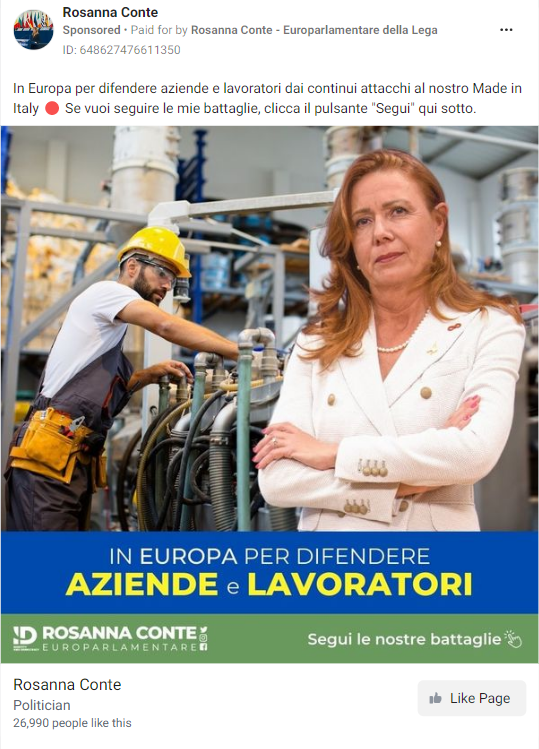 Rosanna Conte
Sponsored • Paid for by Rosanna Conte - Europarlamentare della Lega
ID: 648627476611350
In Europa per difendere aziende e lavoratori dai continui attacchi al nostro Made in
Italy 🔴 Se vuoi seguire le mie battaglie, clicca il pulsante "Segui" qui sotto.
IN EUROPA PER DIFENDERE
AZIENDE e LAVORATORI
ID ROSANNA CONTE
EUROPARLAMENTARE
Segui le nostre battaglie
Rosanna Conte
Politician
26,990 people like this
Like Page